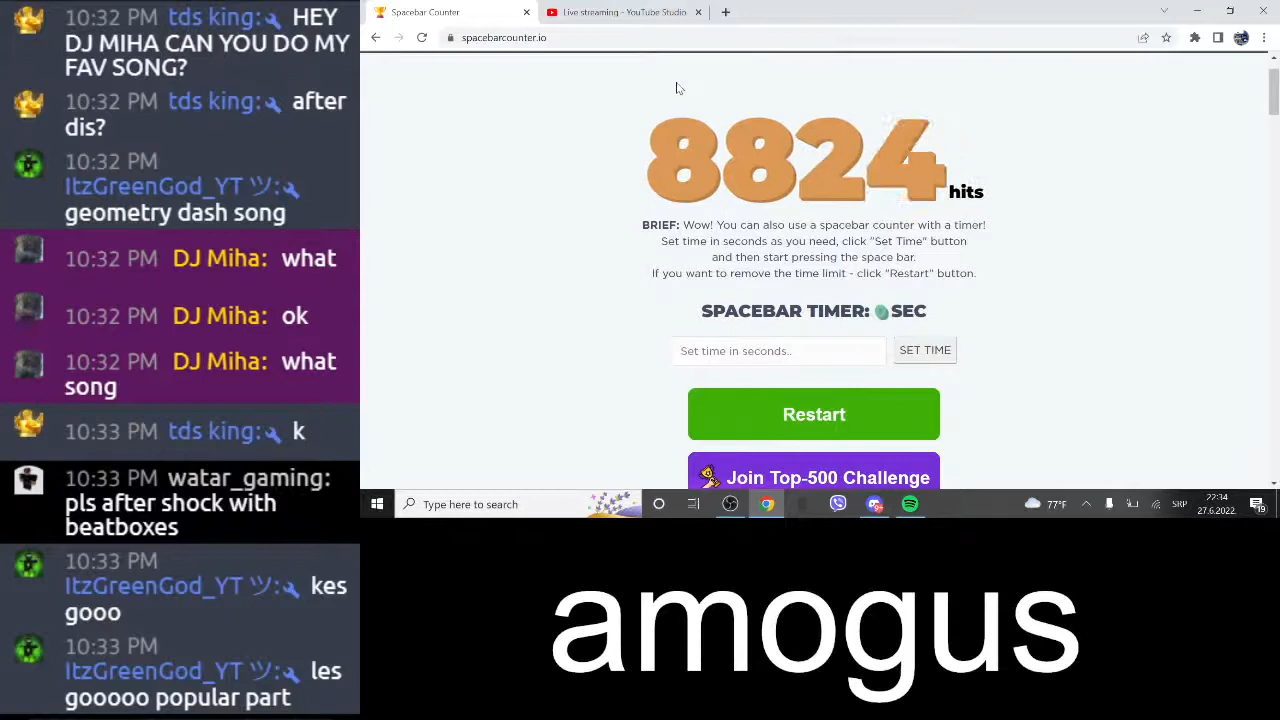 10:32 PM tds king: HEY
DJ MIHA CAN YOU DO MY
FAV SONG?
10:32 PM tds king: after
dis?
10:32 PM
ItzGreenGod_YT ツ:
geometry dash song
10:32 PM DJ Miha: what
10:32 PM DJ Miha: ok
10:32 PM DJ Miha: what
song
10:33 PM tds king: k
10:33 PM watar_gaming:
pls after shock with
beatboxes
10:33 PM
ItzGreenGod_YT ツ: kes
gooo
10:33 PM
ItzGreenGod_YT ツ: les
gooooo popular part
Spacebar Counter
Live streaming - YouTube Studio
spacebarcounter.io
8824 hits
BRIEF: Wow! You can also use a spacebar counter with a timer!
Set time in seconds as you need, click "Set Time" button
and then start pressing the space bar.
If you want to remove the time limit - click "Restart" button.
SPACEBAR TIMER: SEC
Set time in seconds.. SET TIME
Restart
Join Top-500 Challenge
Type here to search
77°F
SRP
22:34
27.6.2022.
19
amogus